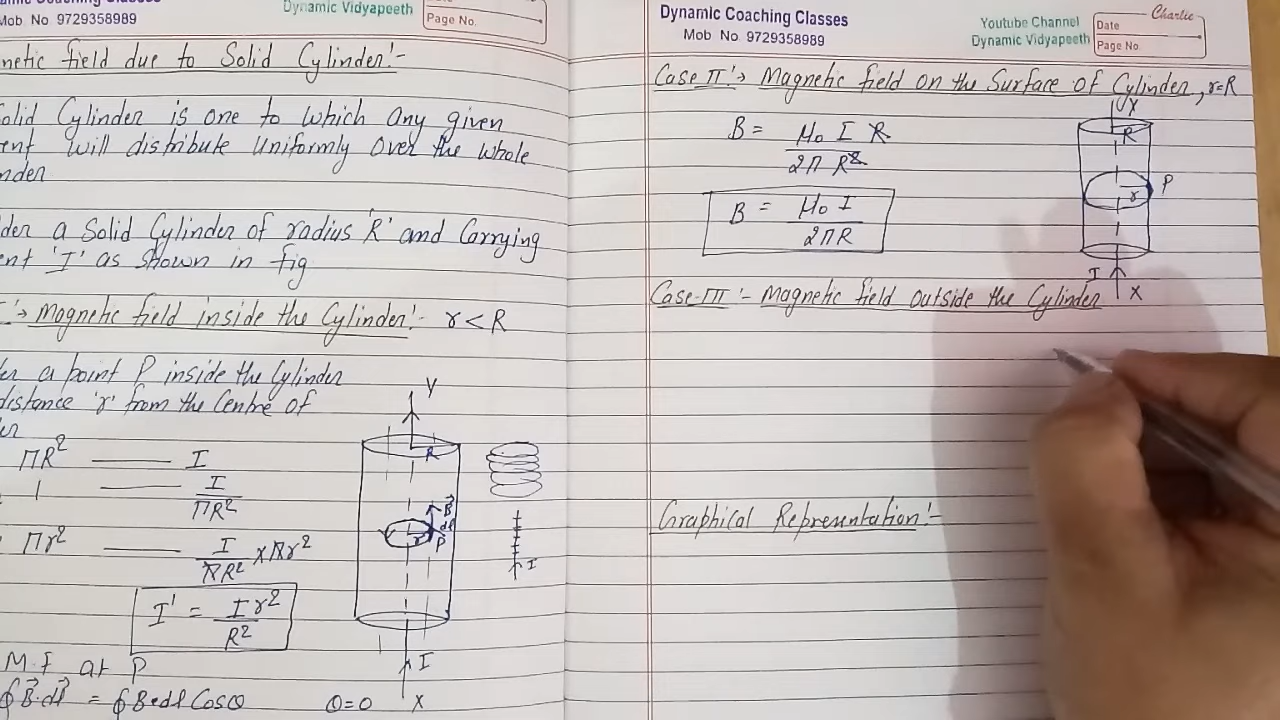 Mob No 9729358989
Dynamic Vidyapeeth
Page No.
netic field due to Solid Cylinder:-
olid Cylinder is one to which any given
ent will distribute uniformly over the whole
nder
der a Solid Cylinder of radius 'R' and Carrying
ent 'I' as shown in fig
:→ Magnetic field inside the Cylinder:- r < R
er a point P inside the Cylinder
distance 'r' from the Centre of
er
πR² —— I
1 —— I/πR²
πr² —— I/πR² × πr²
I' = Ir²/R²
Y
R
B⃗
dl
r
P
I
X
I
M.F at P
∮B⃗.dl⃗ = ∮B•dl Cosθ θ=0
Dynamic Coaching Classes
Mob No 9729358989
Youtube Channel
Dynamic Vidyapeeth
Charlie
Date
Page No.
Case II:→ Magnetic field on the Surface of Cylinder, r=R
B = μ₀ I R / 2π R²
B = μ₀ I / 2πR
Y
R
P
r
I
X
Case-III:- Magnetic field outside the Cylinder
Graphical Representation:-